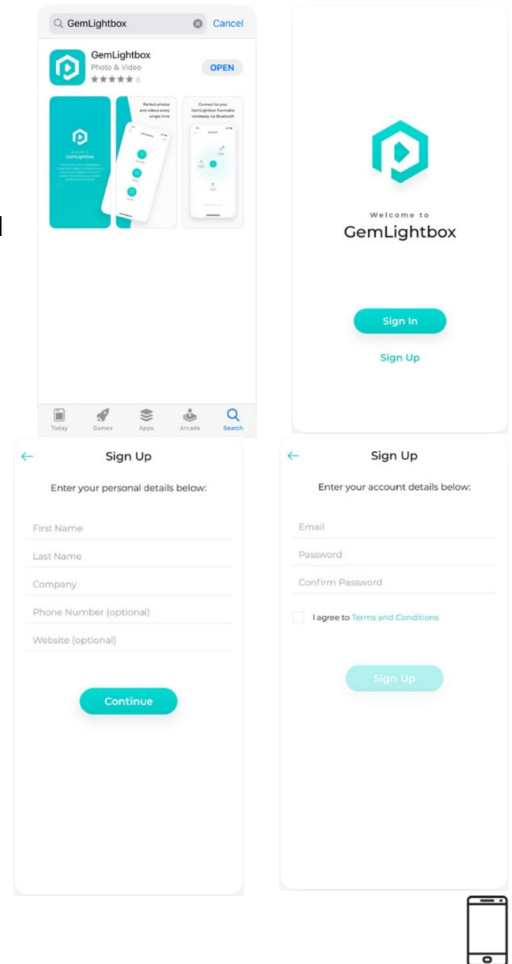 GemLightbox
Cancel
GemLightbox
Photo & Video
OPEN
Perfect photos
and videos every
single time
Connect to your
GemLightbox turntable
wirelessly via Bluetooth
GemLightbox
Today
Games
Apps
Arcade
Search
Welcome to
GemLightbox
Sign In
Sign Up
Sign Up
Enter your personal details below:
First Name
Last Name
Company
Phone Number (optional)
Website (optional)
Continue
Sign Up
Enter your account details below:
Email
Password
Confirm Password
I agree to Terms and Conditions
Sign Up